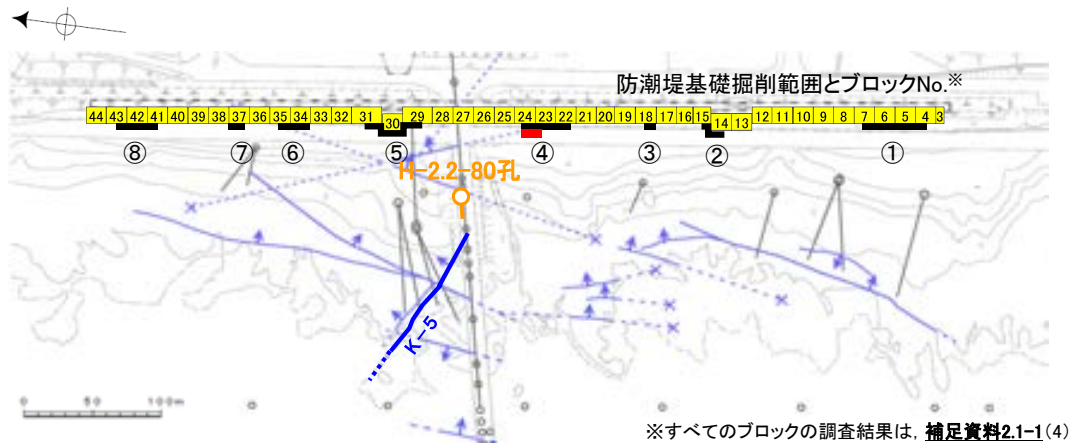 防潮堤基礎掘削範囲とブロックNo.※
44 43 42 41 40 39 38 37 36 35 34 33 32 31 30 29 28 27 26 25 24 23 22 21 20 19 18 17 16 15 14 13 12 11 10 9 8 7 6 5 4 3
⑧ ⑦ ⑥ ⑤ ④ ③ ② ①
H-2.2-80孔
K-5
0 50 100m
※すべてのブロックの調査結果は，補足資料2.1-1(4)